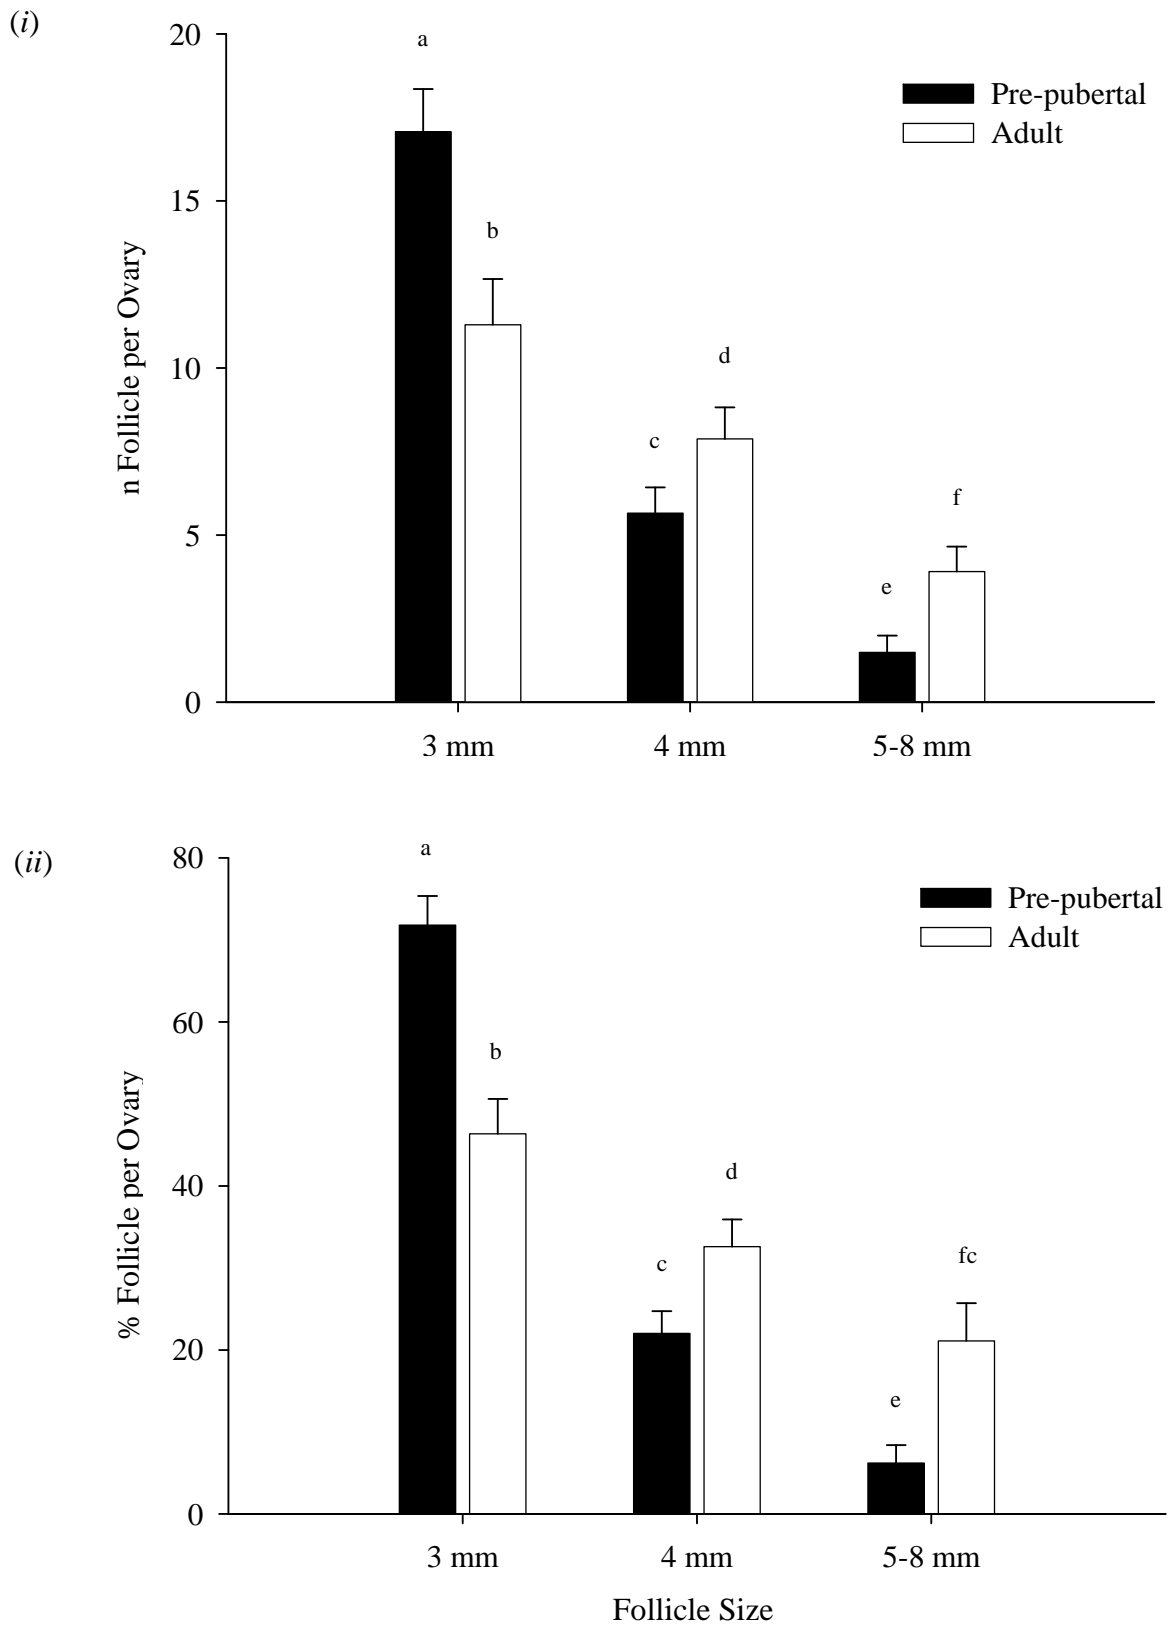 (i)
20
15
10
5
0
n Follicle per Ovary
a
b
c
d
e
f
Pre-pubertal
Adult
3 mm
4 mm
5-8 mm
(ii)
80
60
40
20
0
% Follicle per Ovary
a
b
c
d
e
fc
Pre-pubertal
Adult
3 mm
4 mm
5-8 mm
Follicle Size